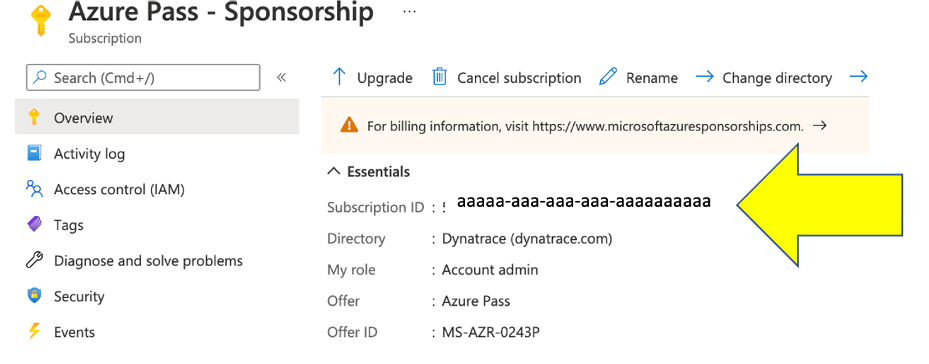 Azure Pass - Sponsorship ...
Subscription
Search (Cmd+/) «
Upgrade Cancel subscription Rename Change directory
Overview
Activity log
Access control (IAM)
Tags
Diagnose and solve problems
Security
Events
For billing information, visit https://www.microsoftazuresponsorships.com. →
Essentials
Subscription ID : ! aaaaa-aaa-aaa-aaa-aaaaaaaaaa
Directory : Dynatrace (dynatrace.com)
My role : Account admin
Offer : Azure Pass
Offer ID : MS-AZR-0243P